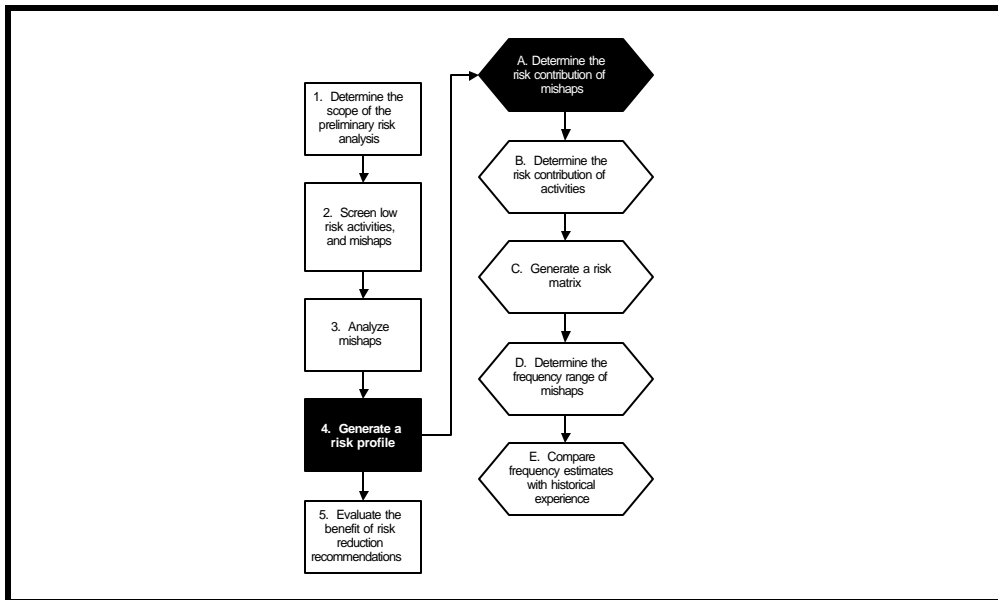 1. Determine the
scope of the
preliminary risk
analysis
2. Screen low
risk activities,
and mishaps
3. Analyze
mishaps
4. Generate a
risk profile
5. Evaluate the
benefit of risk
reduction
recommendations
A. Determine the
risk contribution of
mishaps
B. Determine the
risk contribution of
activities
C. Generate a risk
matrix
D. Determine the
frequency range of
mishaps
E. Compare
frequency estimates
with historical
experience